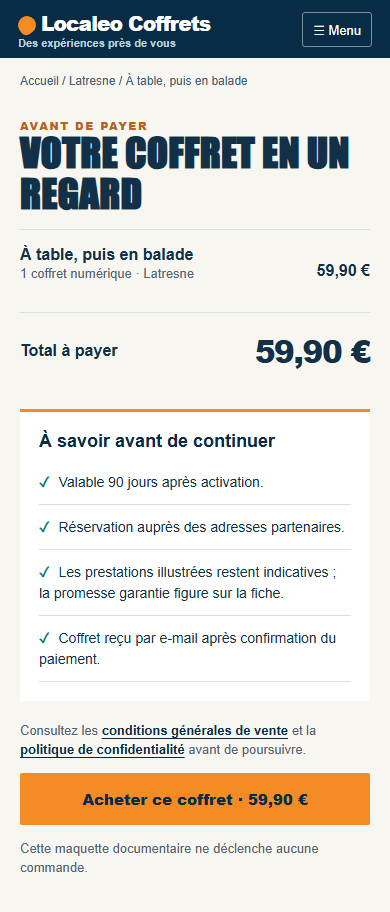 Localeo Coffrets
Des expériences près de vous
☰ Menu
Accueil / Latresne / À table, puis en balade
AVANT DE PAYER
VOTRE COFFRET EN UN
REGARD
À table, puis en balade
1 coffret numérique · Latresne
59,90 €
Total à payer
59,90 €
À savoir avant de continuer
✓ Valable 90 jours après activation.
✓ Réservation auprès des adresses partenaires.
✓ Les prestations illustrées restent indicatives ;
la promesse garantie figure sur la fiche.
✓ Coffret reçu par e-mail après confirmation du
paiement.
Consultez les conditions générales de vente et la
politique de confidentialité avant de poursuivre.
Acheter ce coffret · 59,90 €
Cette maquette documentaire ne déclenche aucune
commande.